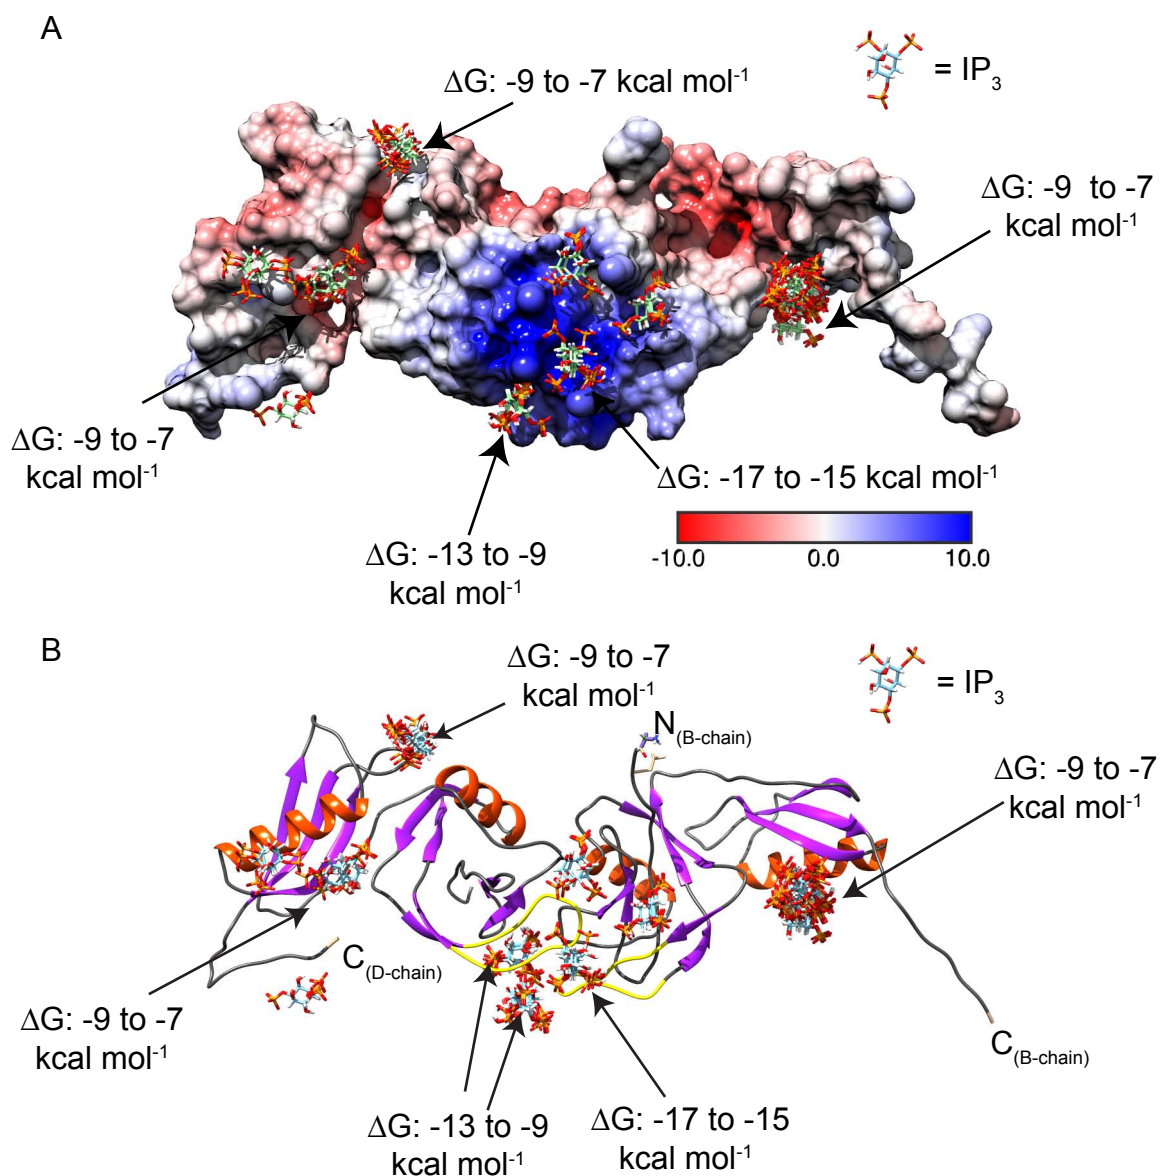 A
= IP3
ΔG: -9 to -7 kcal mol-1
ΔG: -9 to -7
kcal mol-1
ΔG: -9 to -7
kcal mol-1
ΔG: -17 to -15 kcal mol-1
-10.0 0.0 10.0
ΔG: -13 to -9
kcal mol-1
B
ΔG: -9 to -7
kcal mol-1
= IP3
N(B-chain)
ΔG: -9 to -7
kcal mol-1
C(D-chain)
ΔG: -9 to -7
kcal mol-1
C(B-chain)
ΔG: -13 to -9
kcal mol-1
ΔG: -17 to -15
kcal mol-1